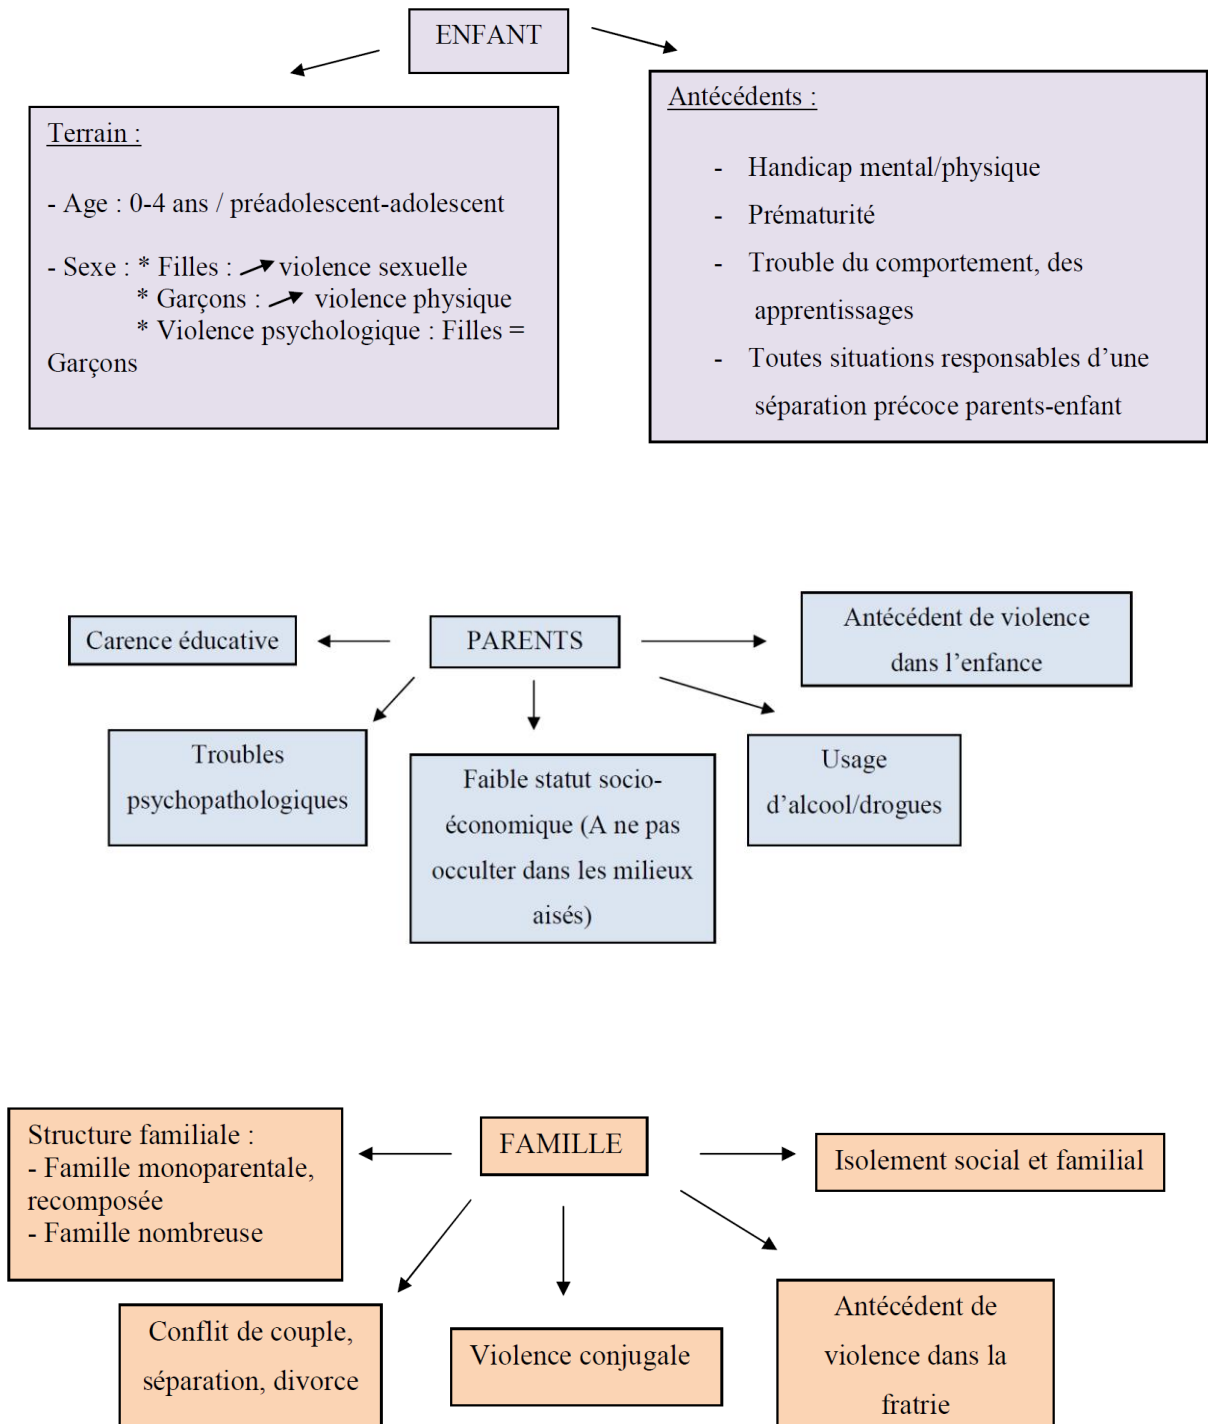 ENFANT
Terrain :
- Age : 0-4 ans / préadolescent-adolescent
- Sexe : * Filles : violence sexuelle
* Garçons : violence physique
* Violence psychologique : Filles =
Garçons
Antécédents :
- Handicap mental/physique
- Prématurité
- Trouble du comportement, des
apprentissages
- Toutes situations responsables d’une
séparation précoce parents-enfant
PARENTS
Carence éducative
Antécédent de violence
dans l’enfance
Troubles
psychopathologiques
Faible statut socio-
économique (A ne pas
occulter dans les milieux
aisés)
Usage
d’alcool/drogues
FAMILLE
Structure familiale :
- Famille monoparentale,
recomposée
- Famille nombreuse
Isolement social et familial
Conflit de couple,
séparation, divorce
Violence conjugale
Antécédent de
violence dans la
fratrie